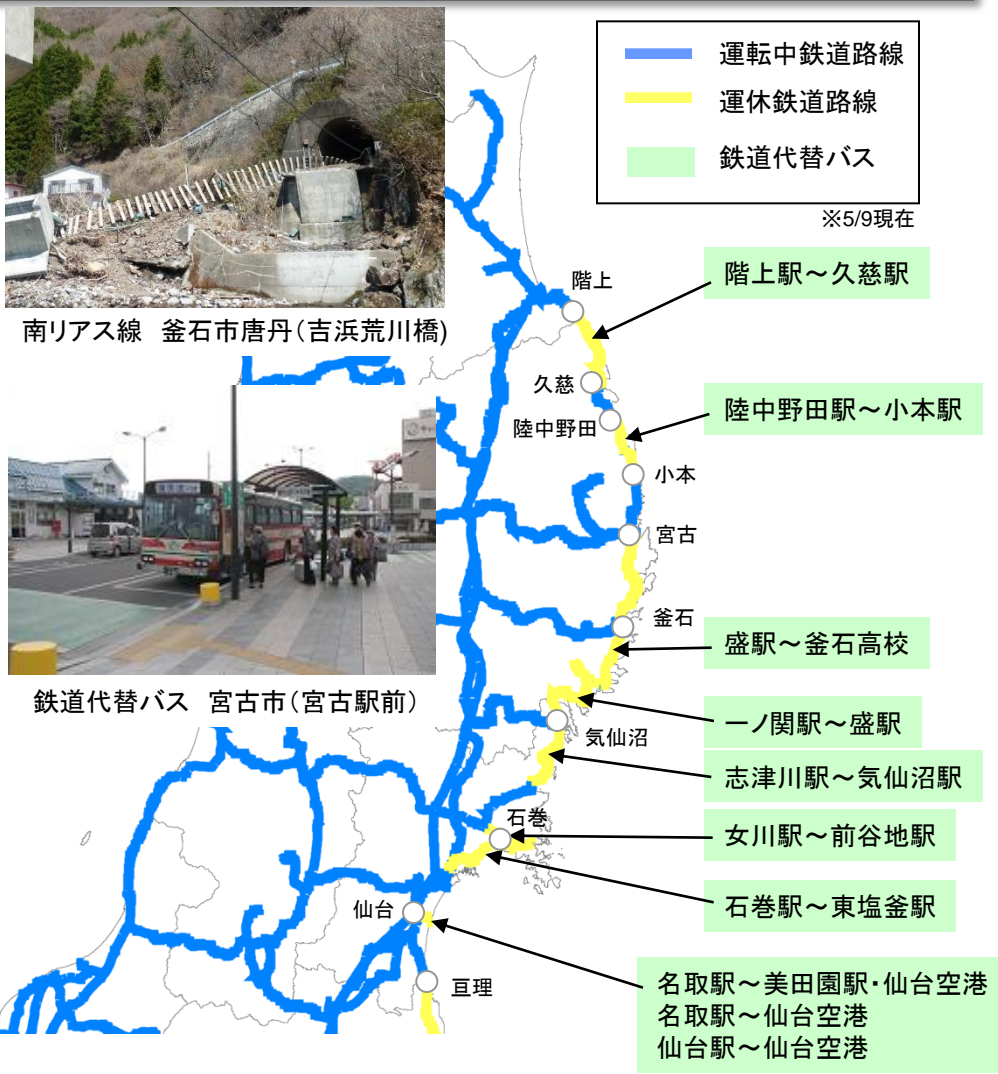 運転中鉄道路線
運休鉄道路線
鉄道代替バス
※5/9現在
南リアス線 釜石市唐丹(吉浜荒川橋)
鉄道代替バス 宮古市(宮古駅前)
階上
久慈
陸中野田
小本
宮古
釜石
気仙沼
石巻
仙台
亘理
階上駅～久慈駅
陸中野田駅～小本駅
盛駅～釜石高校
一ノ関駅～盛駅
志津川駅～気仙沼駅
女川駅～前谷地駅
石巻駅～東塩釜駅
名取駅～美田園駅・仙台空港
名取駅～仙台空港
仙台駅～仙台空港